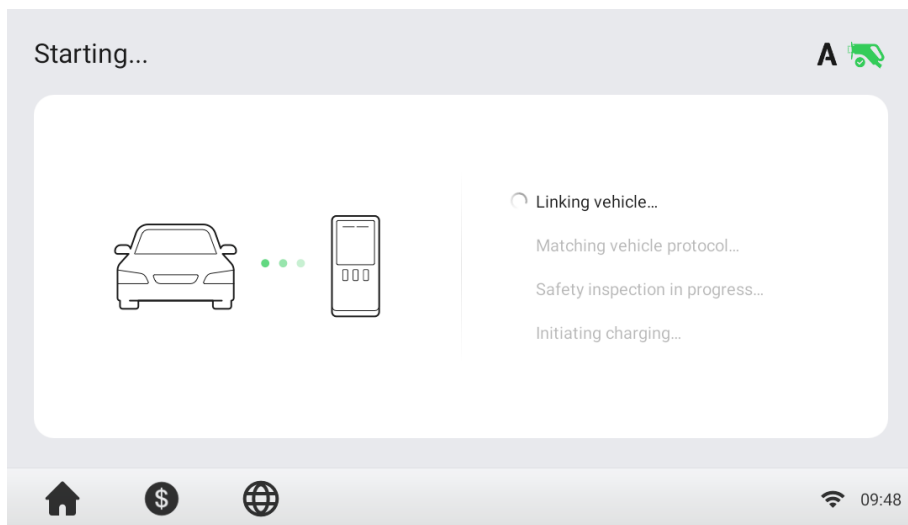 Starting...
A
Linking vehicle...
Matching vehicle protocol...
Safety inspection in progress...
Initiating charging...
$
09:48